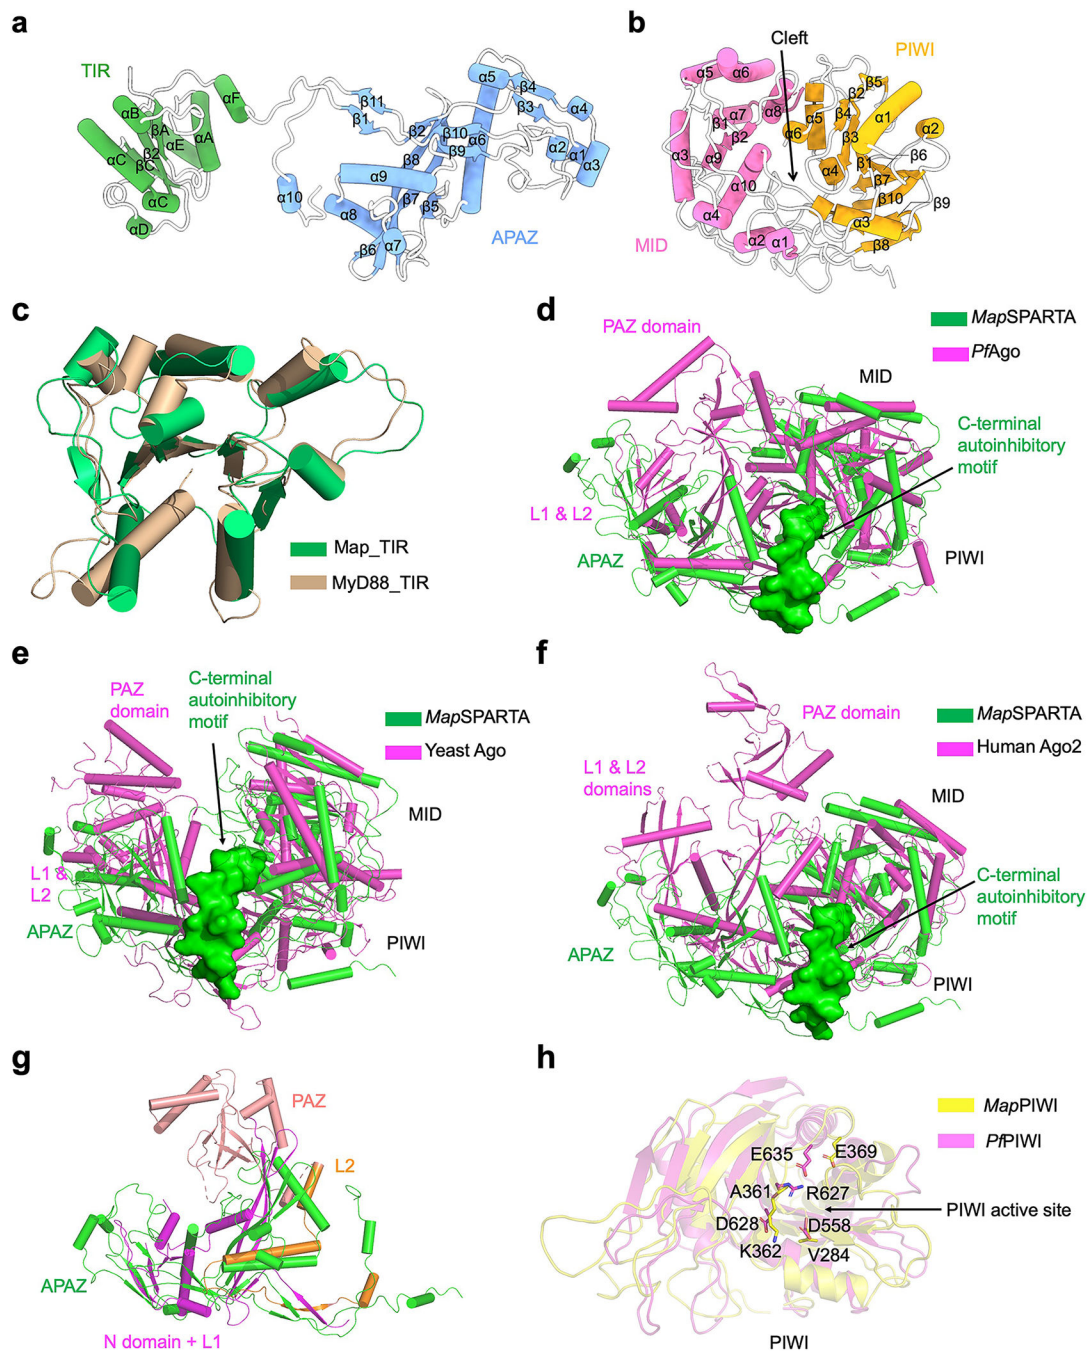 a
TIR
αF
αB
βA
αA
αE
αC
β2
βC
αC
αD
β11
β1
α5
β4
β3
α4
β2
β10
α6
β9
α2
α1
α3
β8
α9
α10
β7
β5
α8
β6
α7
APAZ
b
Cleft
PIWI
α5
α6
β5
β2
α8
α5
α1
β1
α7
β4
α2
α6
β2
β3
α3
α9
β1
β6
α4
β7
α10
β10
β9
α4
α3
α2
α1
β8
MID
c
Map_TIR
MyD88_TIR
d
PAZ domain
MapSPARTA
PfAgo
MID
C-terminal
autoinhibitory
motif
L1 & L2
APAZ
PIWI
e
PAZ
domain
C-terminal
autoinhibitory
motif
MapSPARTA
Yeast Ago
MID
L1 &
L2
APAZ
PIWI
f
PAZ domain
MapSPARTA
Human Ago2
L1 & L2
domains
MID
C-terminal
autoinhibitory
motif
APAZ
PIWI
g
PAZ
L2
APAZ
N domain + L1
h
MapPIWI
PfPIWI
E635
E369
A361
R627
PIWI active site
D628
D558
K362
V284
PIWI